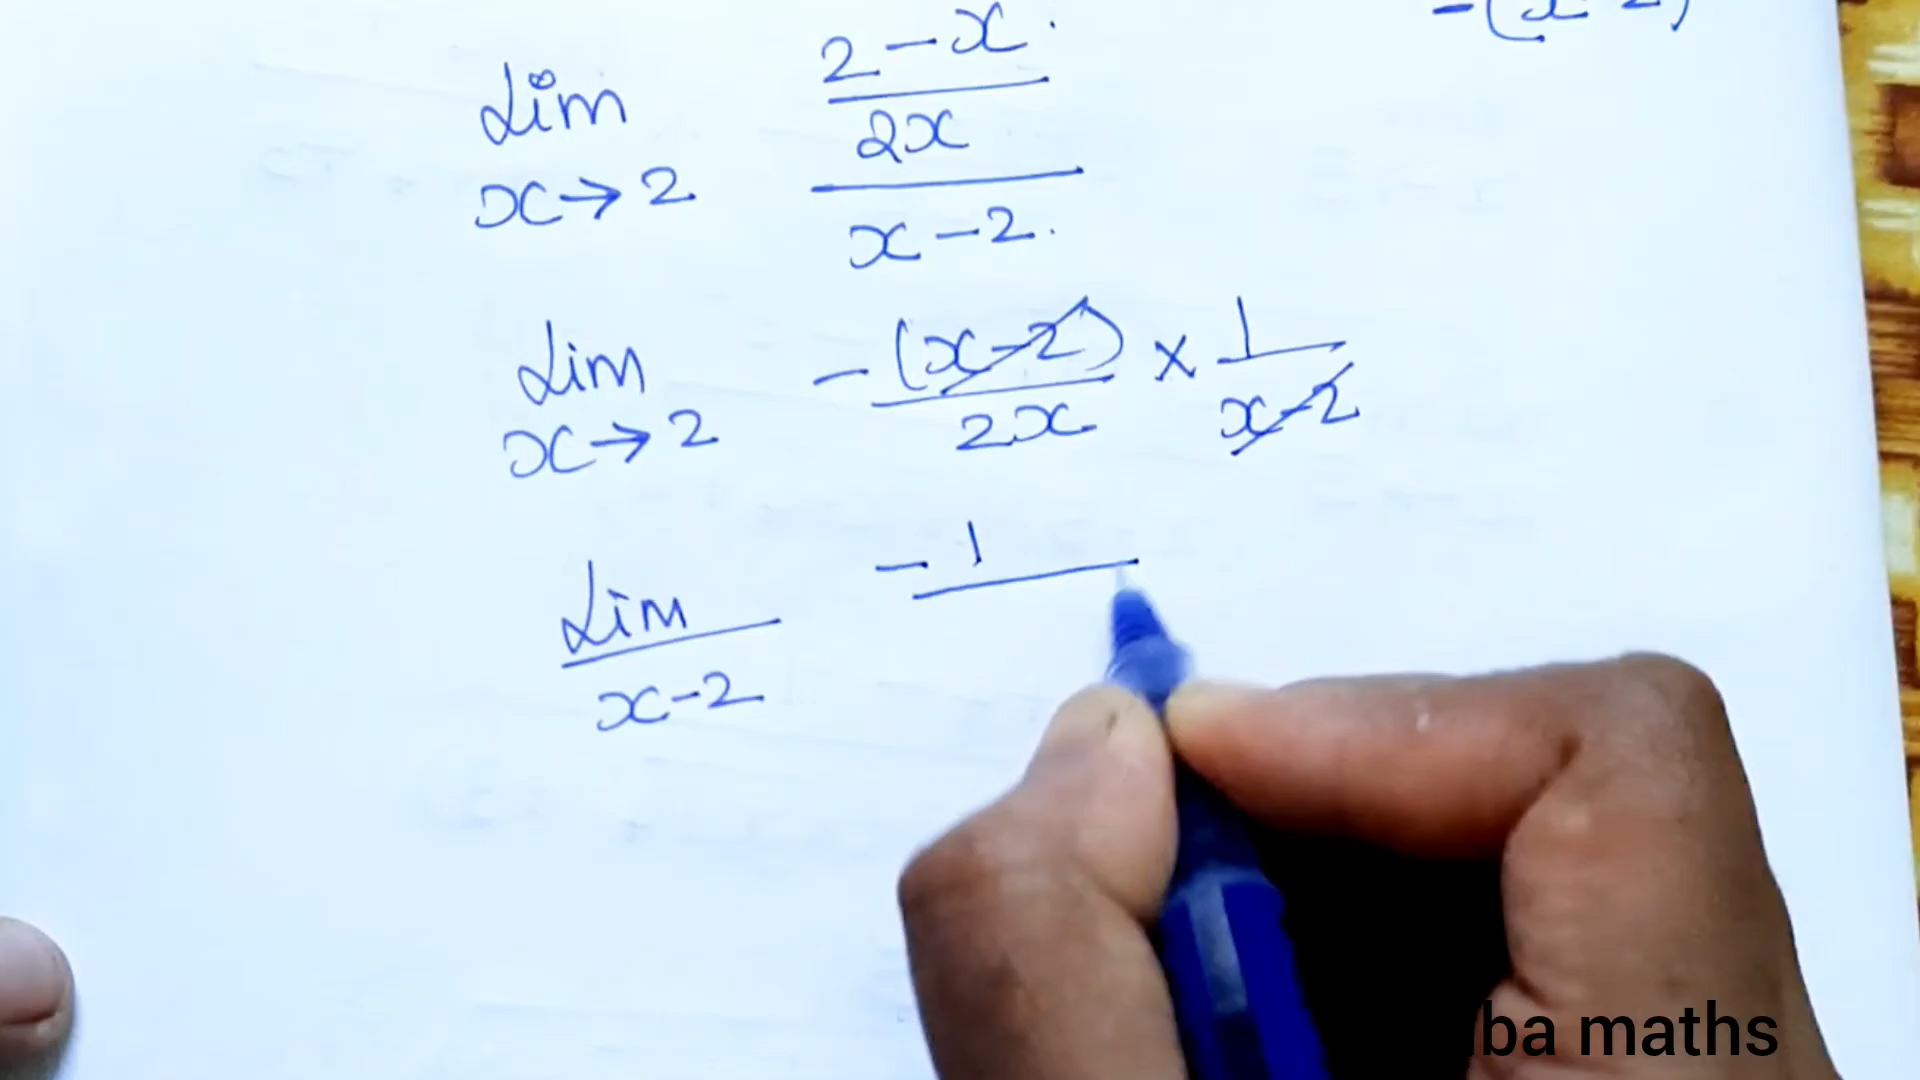 2 - x
Lim
2x
x → 2
x - 2.
Lim - (x-2) × 1
x → 2 2x x-2
Lim - 1
x - 2
ba maths